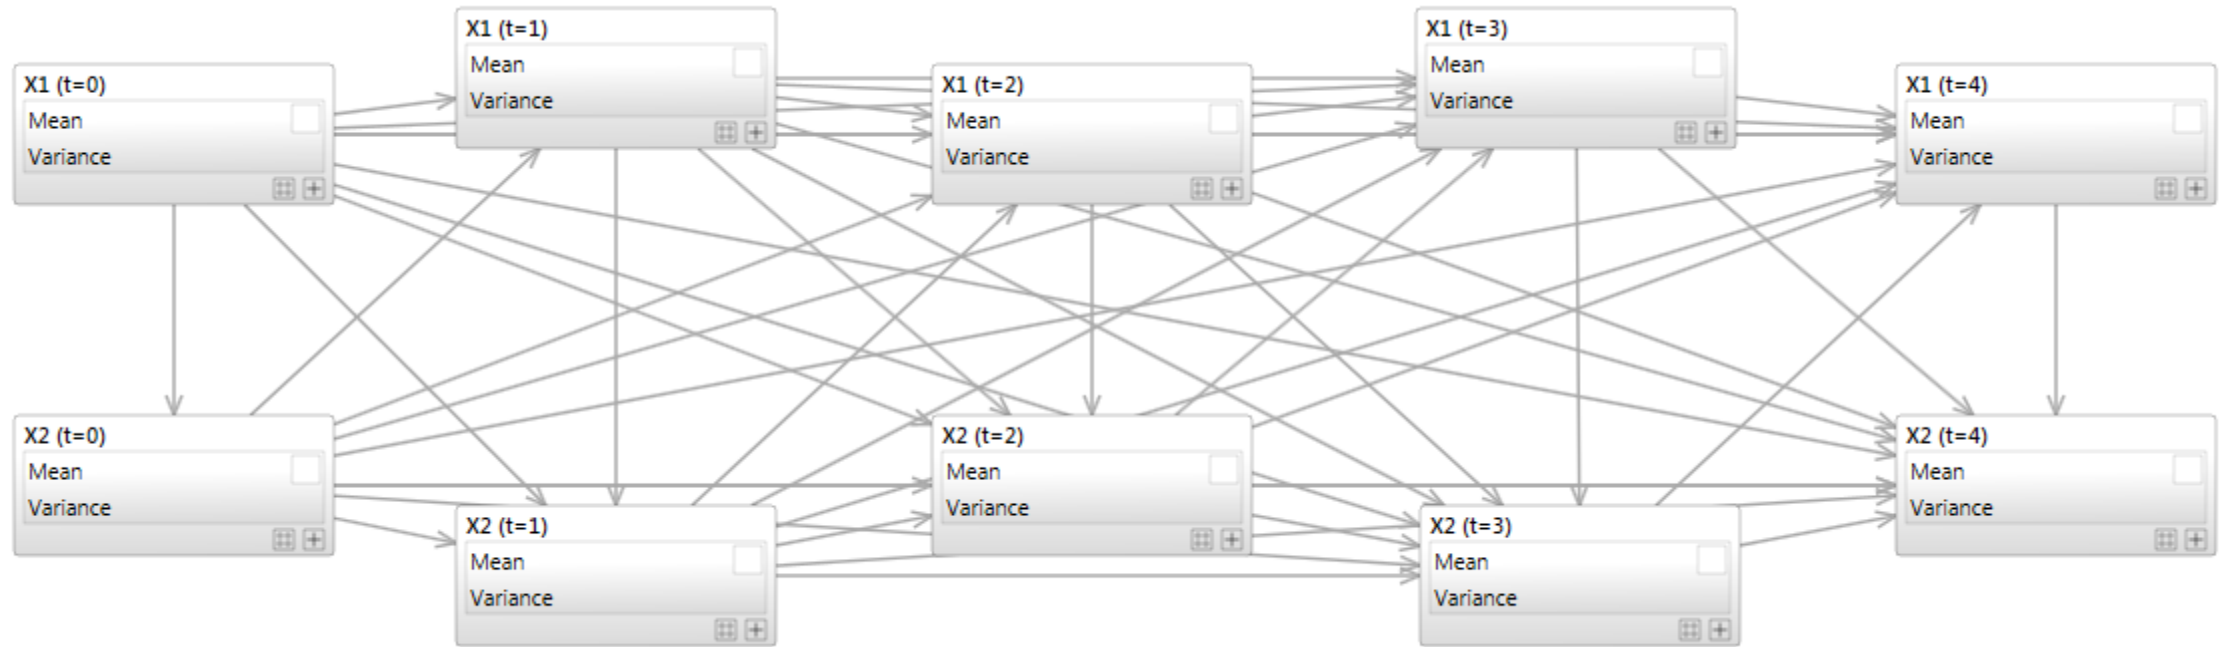 X1 (t=0)
Mean
Variance
X1 (t=1)
Mean
Variance
X1 (t=2)
Mean
Variance
X1 (t=3)
Mean
Variance
X1 (t=4)
Mean
Variance
X2 (t=0)
Mean
Variance
X2 (t=1)
Mean
Variance
X2 (t=2)
Mean
Variance
X2 (t=3)
Mean
Variance
X2 (t=4)
Mean
Variance